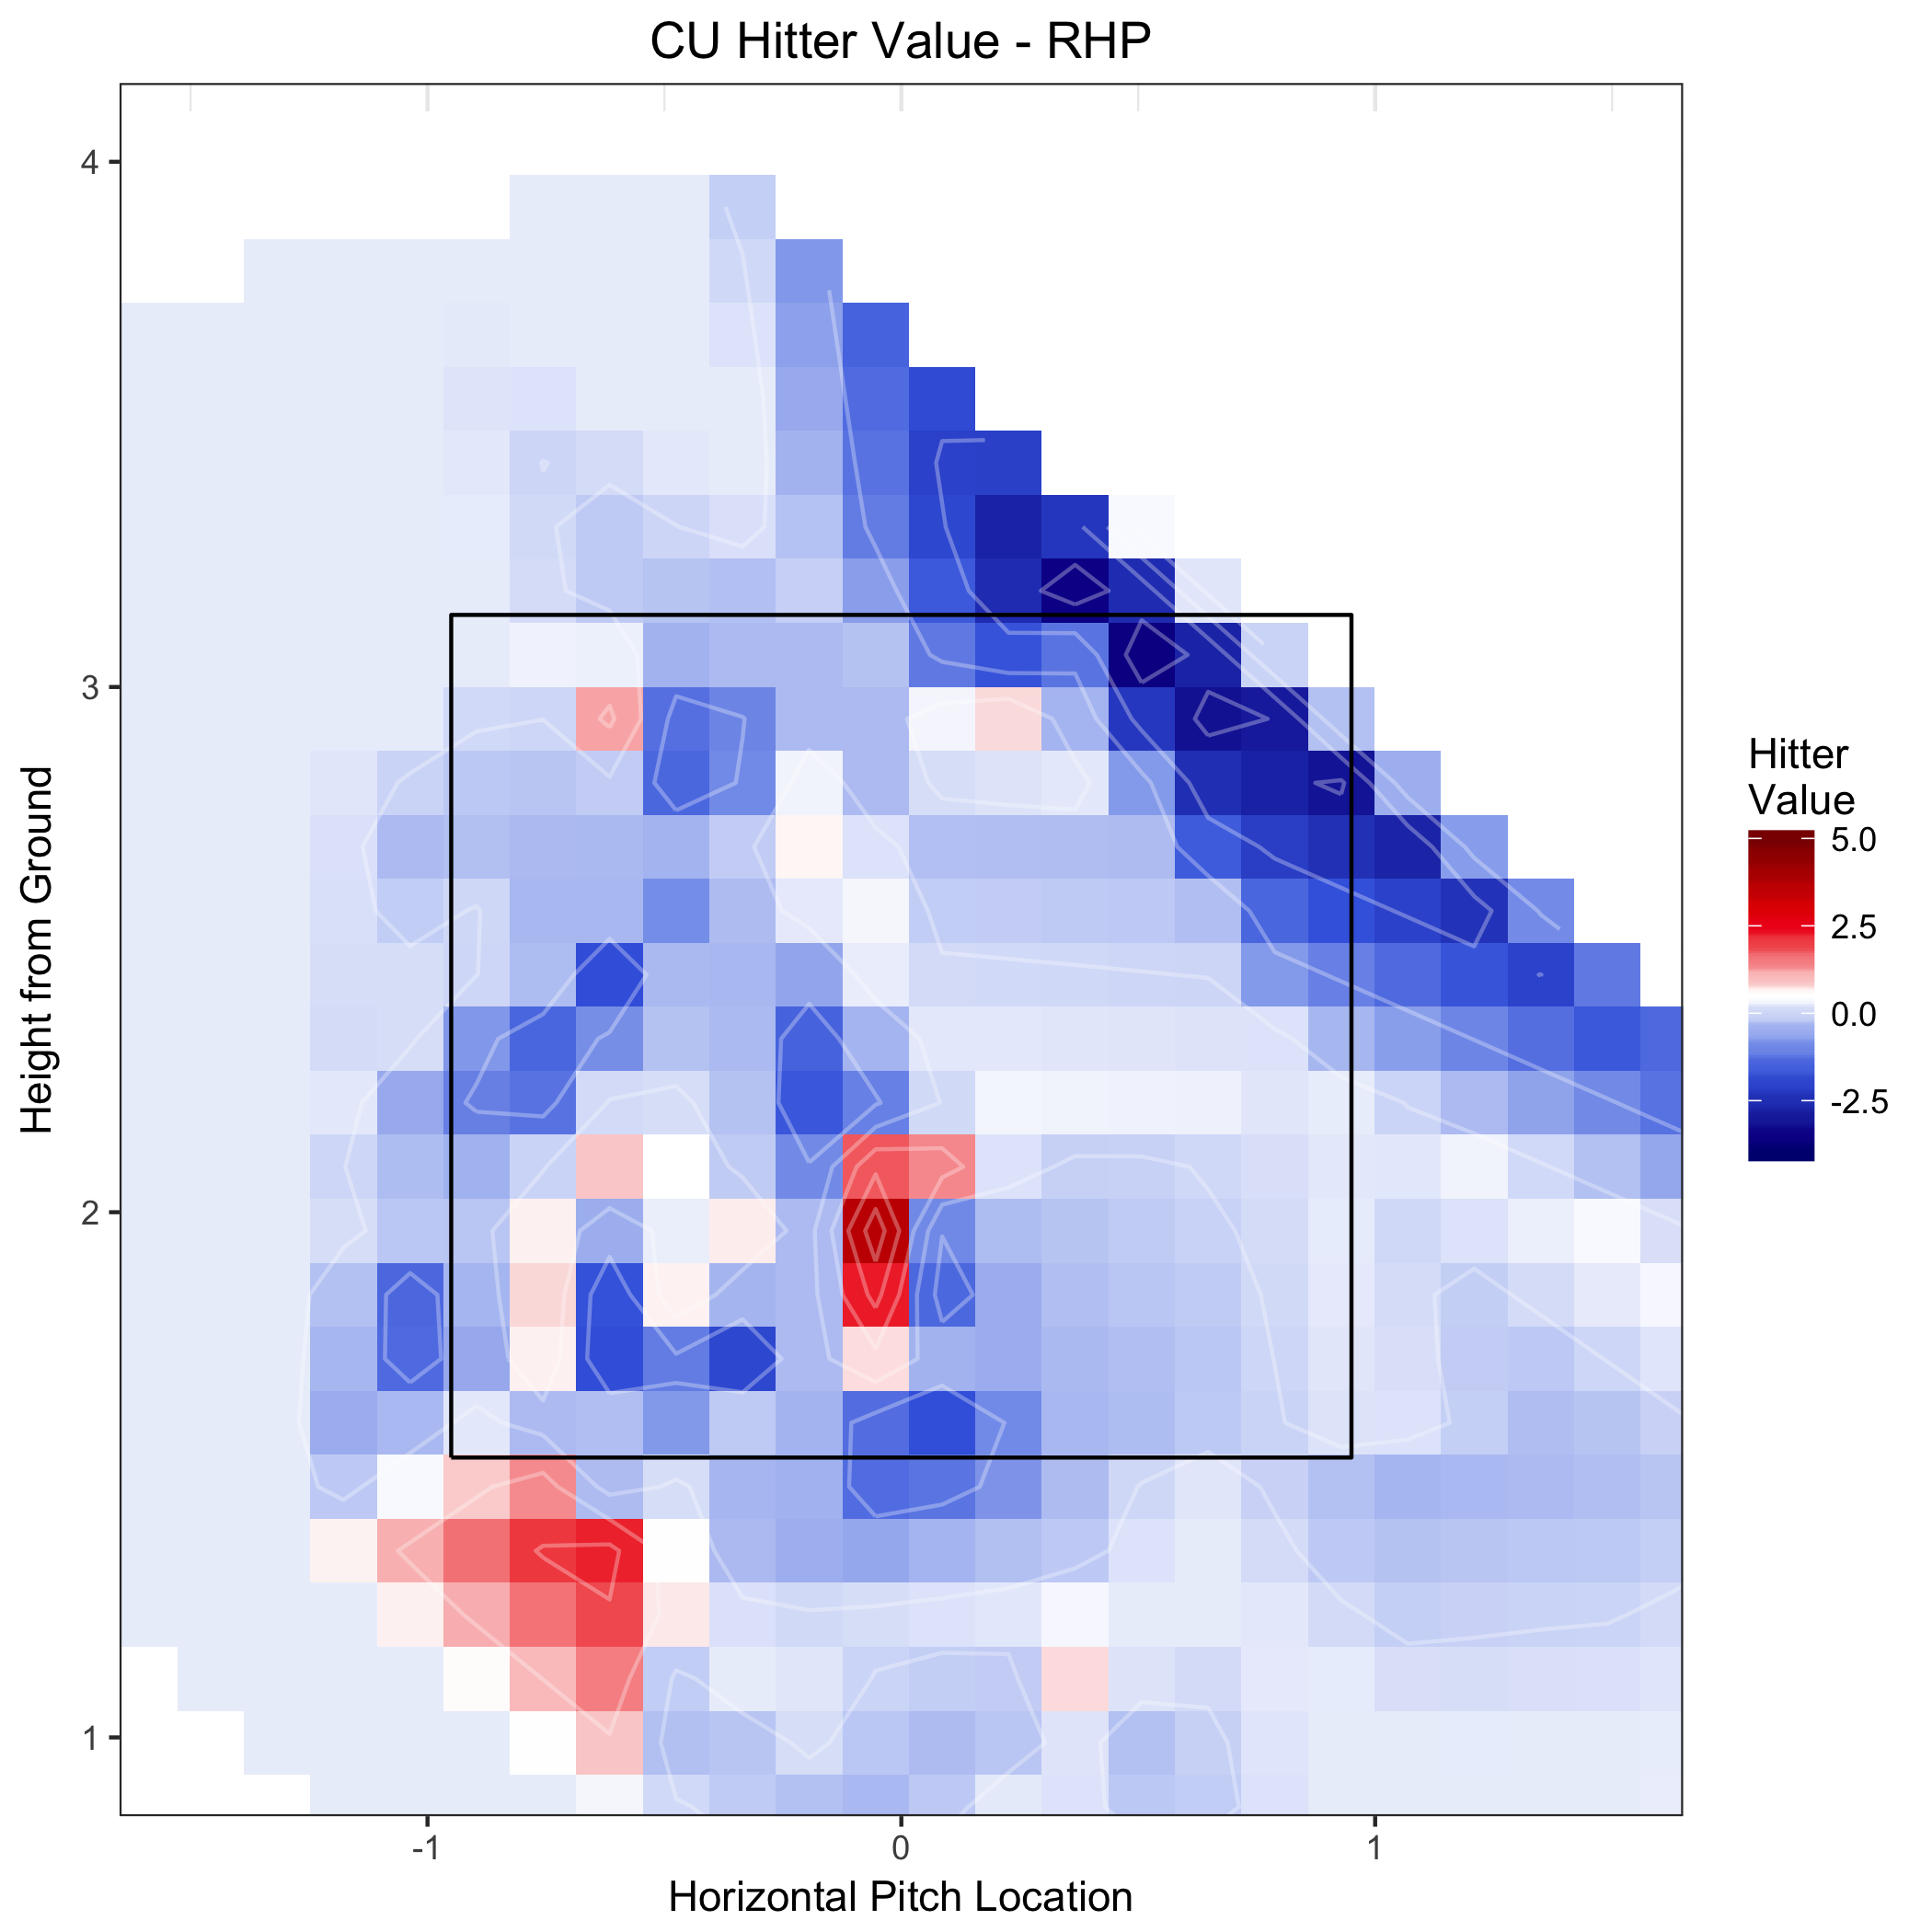 CU Hitter Value - RHP
4
3
2
1
Height from Ground
-1
0
1
Horizontal Pitch Location
Hitter
Value
5.0
2.5
0.0
-2.5